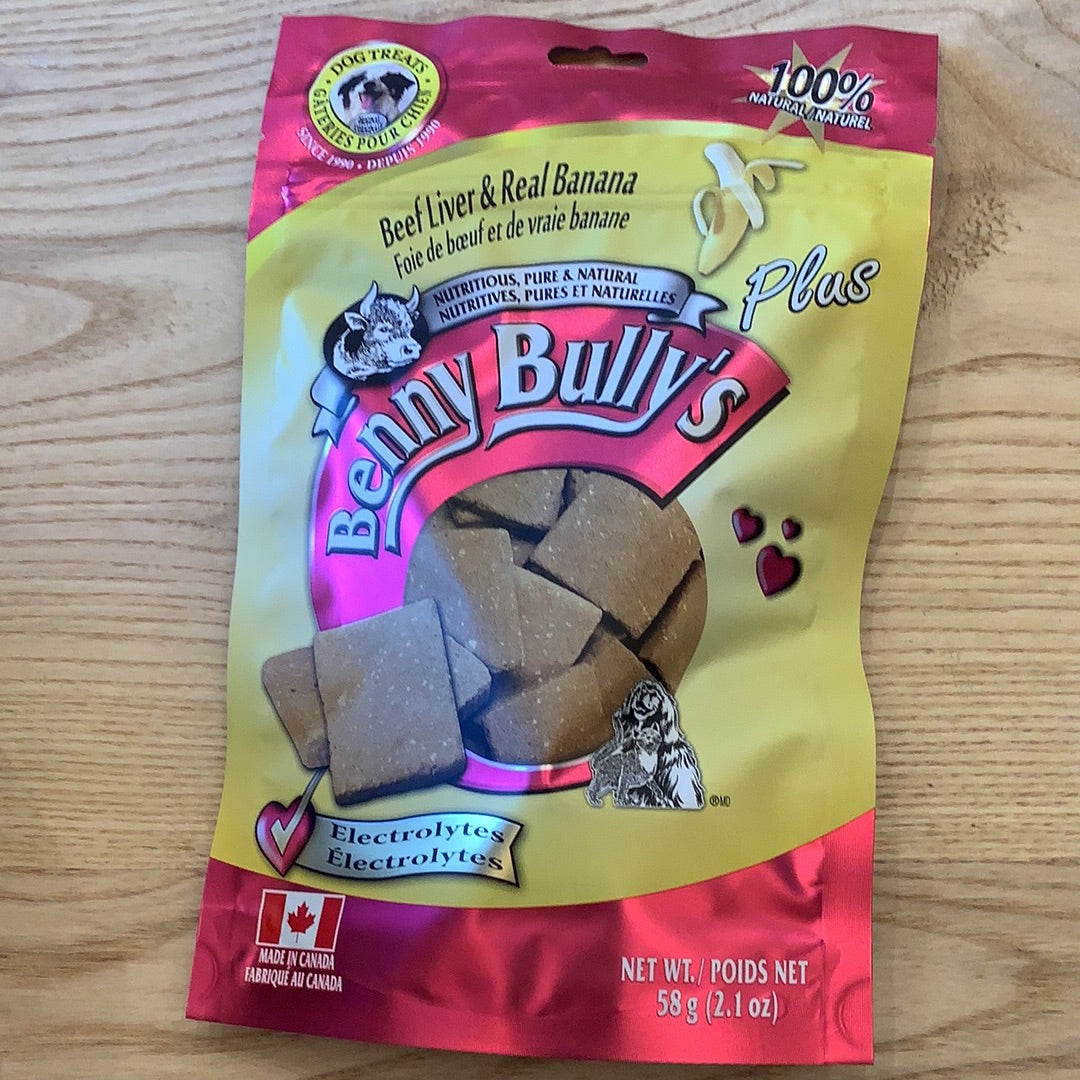 DOG TREATS
GÂTERIES POUR CHIEN
SINCE 1990 • DEPUIS 1990
100%
NATURAL / NATUREL
Beef Liver & Real Banana
Foie de bœuf et de vraie banane
Plus
NUTRITIOUS, PURE & NATURAL
NUTRITIVES, PURES ET NATURELLES
Benny Bully's
®MD
Electrolytes
Électrolytes
MADE IN CANADA
FABRIQUÉ AU CANADA
NET WT. / POIDS NET
58 g (2.1 oz)